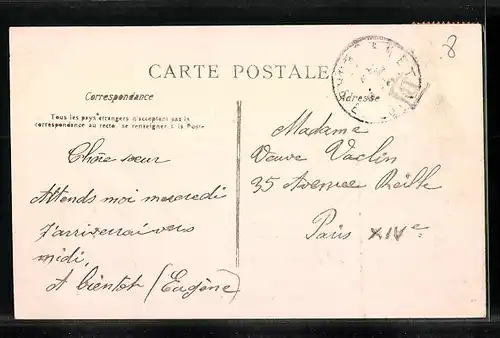 8
CARTE POSTALE
Correspondance
Adresse
Tous les pays étrangers n'acceptent pas la
correspondance au recto, se renseigner à la Poste
Chère sœur
Attends moi mercredi
J'arriverai vers
midi,
A bientôt (Eugène)
Madame
Veuve Vaclin
35 Avenue Reille
Paris XIVe